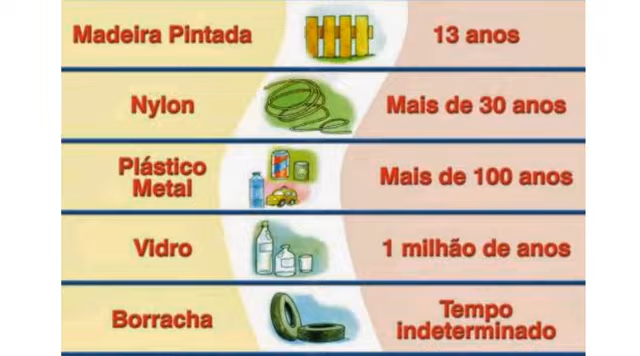 Madeira Pintada 13 anos
Nylon Mais de 30 anos
Plástico
Metal Mais de 100 anos
Vidro 1 milhão de anos
Borracha Tempo
indeterminado